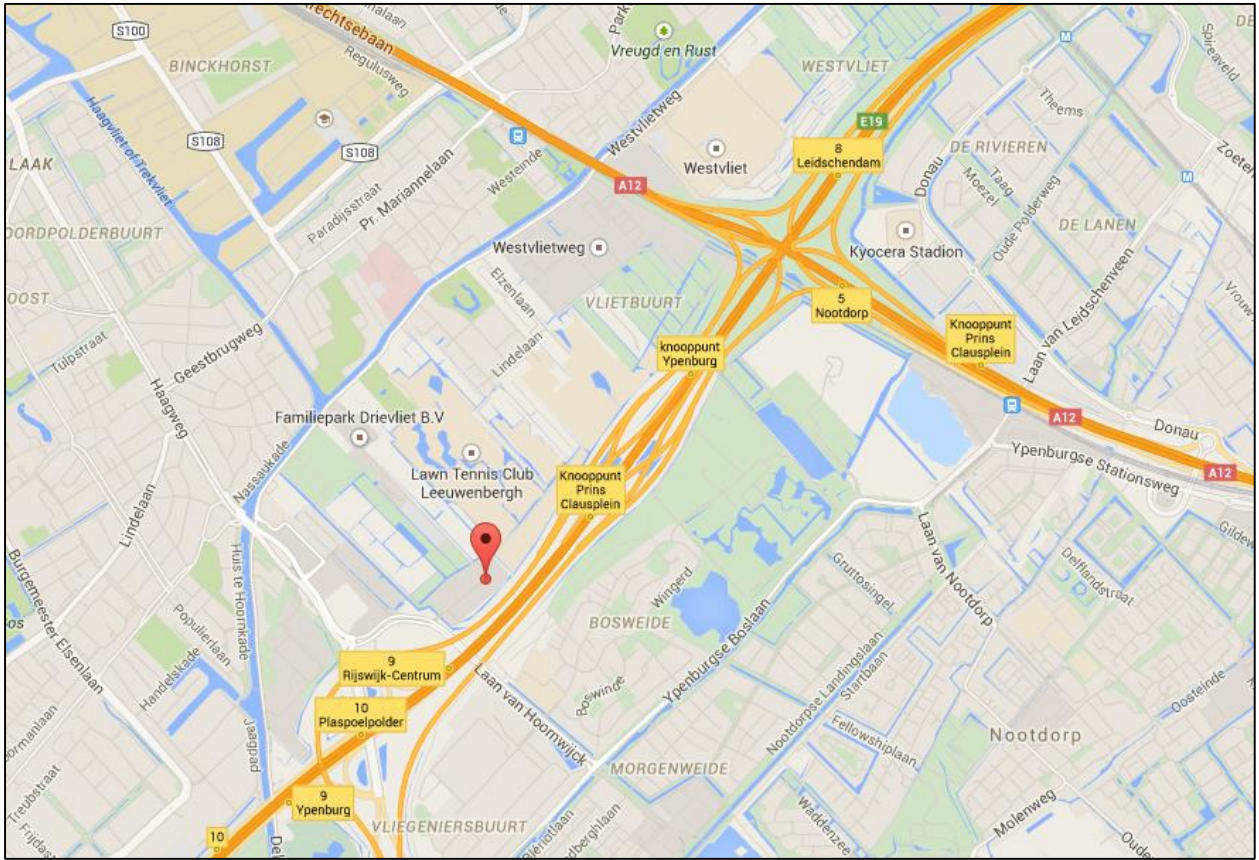 S100
BINCKHORST
Regulusweg
Vreugd en Rust
WESTVLIET
Theems
Spireaveld
Haagvliet of Trekvliet
S108
S108
Westvlietweg
E19
8
Leidschendam
DE RIVIEREN
Donau
Taag
Moezel
Oude Polderweg
LAAK
Westeinde
Westvliet
A12
Paradijsstraat
Pr. Mariannelaan
DE LANEN
OORDPOLDERBUURT
Westvlietweg
Kyocera Stadion
Elzenlaan
VLIETBUURT
5
Nootdorp
Laan van Leidschenveen
OOST
Geestbrugweg
Tulpstraat
Lindelaan
knooppunt
Ypenburg
Knooppunt
Prins
Clausplein
Haagweg
Familiepark Drievliet B.V
A12
Donau
Lawn Tennis Club
Leeuwenbergh
Knooppunt
Prins
Clausplein
Ypenburgse Stationsweg
A12
Nassaukade
Lindelaan
Laan van Nootdorp
Huis te Hoornkade
Burgemeester Elsenlaan
Wingerd
Gruttosingel
Delflandstraat
Populierlaan
BOSWEIDE
Ypenburgse Boslaan
Handelskade
9
Rijswijk-Centrum
Laan van Hoornwijck
Boswinde
Nootdorpse Landingslaan
Startbaan
Oosteinde
10
Plaspoelpolder
Jaagpad
Fellowshiplaan
Nootdorp
MORGENWEIDE
Treubstraat
9
Ypenburg
VLIEGENIERSBUURT
Waddenzee
Molenweg
10